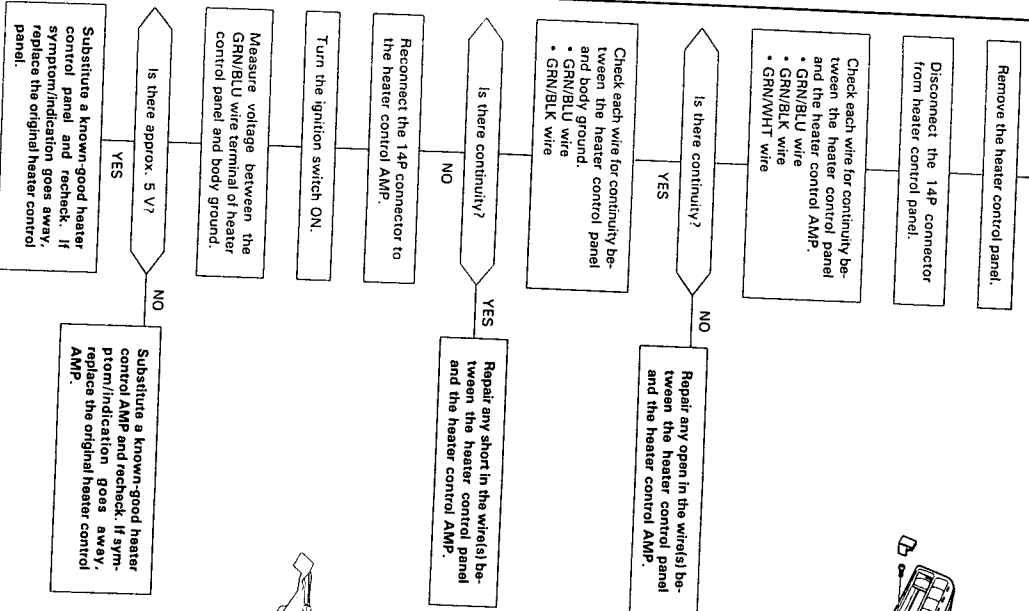 Remove the heater control panel.
Disconnect the 14P connector
from heater control panel.
Check each wire for continuity be-
tween the heater control panel
and the heater control AMP.
• GRN/BLU wire
• GRN/BLK wire
• GRN/WHT wire
Is there continuity?
NO
Repair any open in the wire(s) be-
tween the heater control panel
and the heater control AMP.
YES
Check each wire for continuity be-
tween the heater control panel
and body ground.
• GRN/BLU wire
• GRN/BLK wire
Is there continuity?
YES
Repair any short in the wire(s) be-
tween the heater control panel
and the heater control AMP.
NO
Reconnect the 14P connector to
the heater control AMP.
Turn the ignition switch ON.
Measure voltage between the
GRN/BLU wire terminal of heater
control panel and body ground.
Is there approx. 5 V?
NO
Substitute a known-good heater
control AMP and recheck. If sym-
ptom/indication goes away,
replace the original heater control
AMP.
YES
Substitute a known-good heater
control panel and recheck. If
symptom/indication goes away,
replace the original heater control
panel.